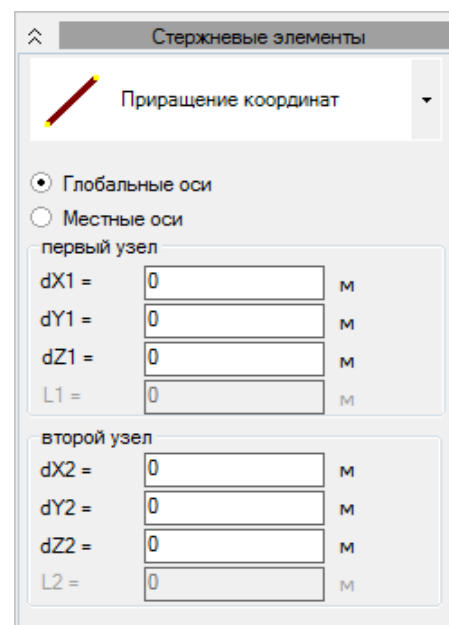 Стержневые элементы
Приращение координат
Глобальные оси
Местные оси
первый узел
dX1 = 0 м
dY1 = 0 м
dZ1 = 0 м
L1 = 0 м
второй узел
dX2 = 0 м
dY2 = 0 м
dZ2 = 0 м
L2 = 0 м